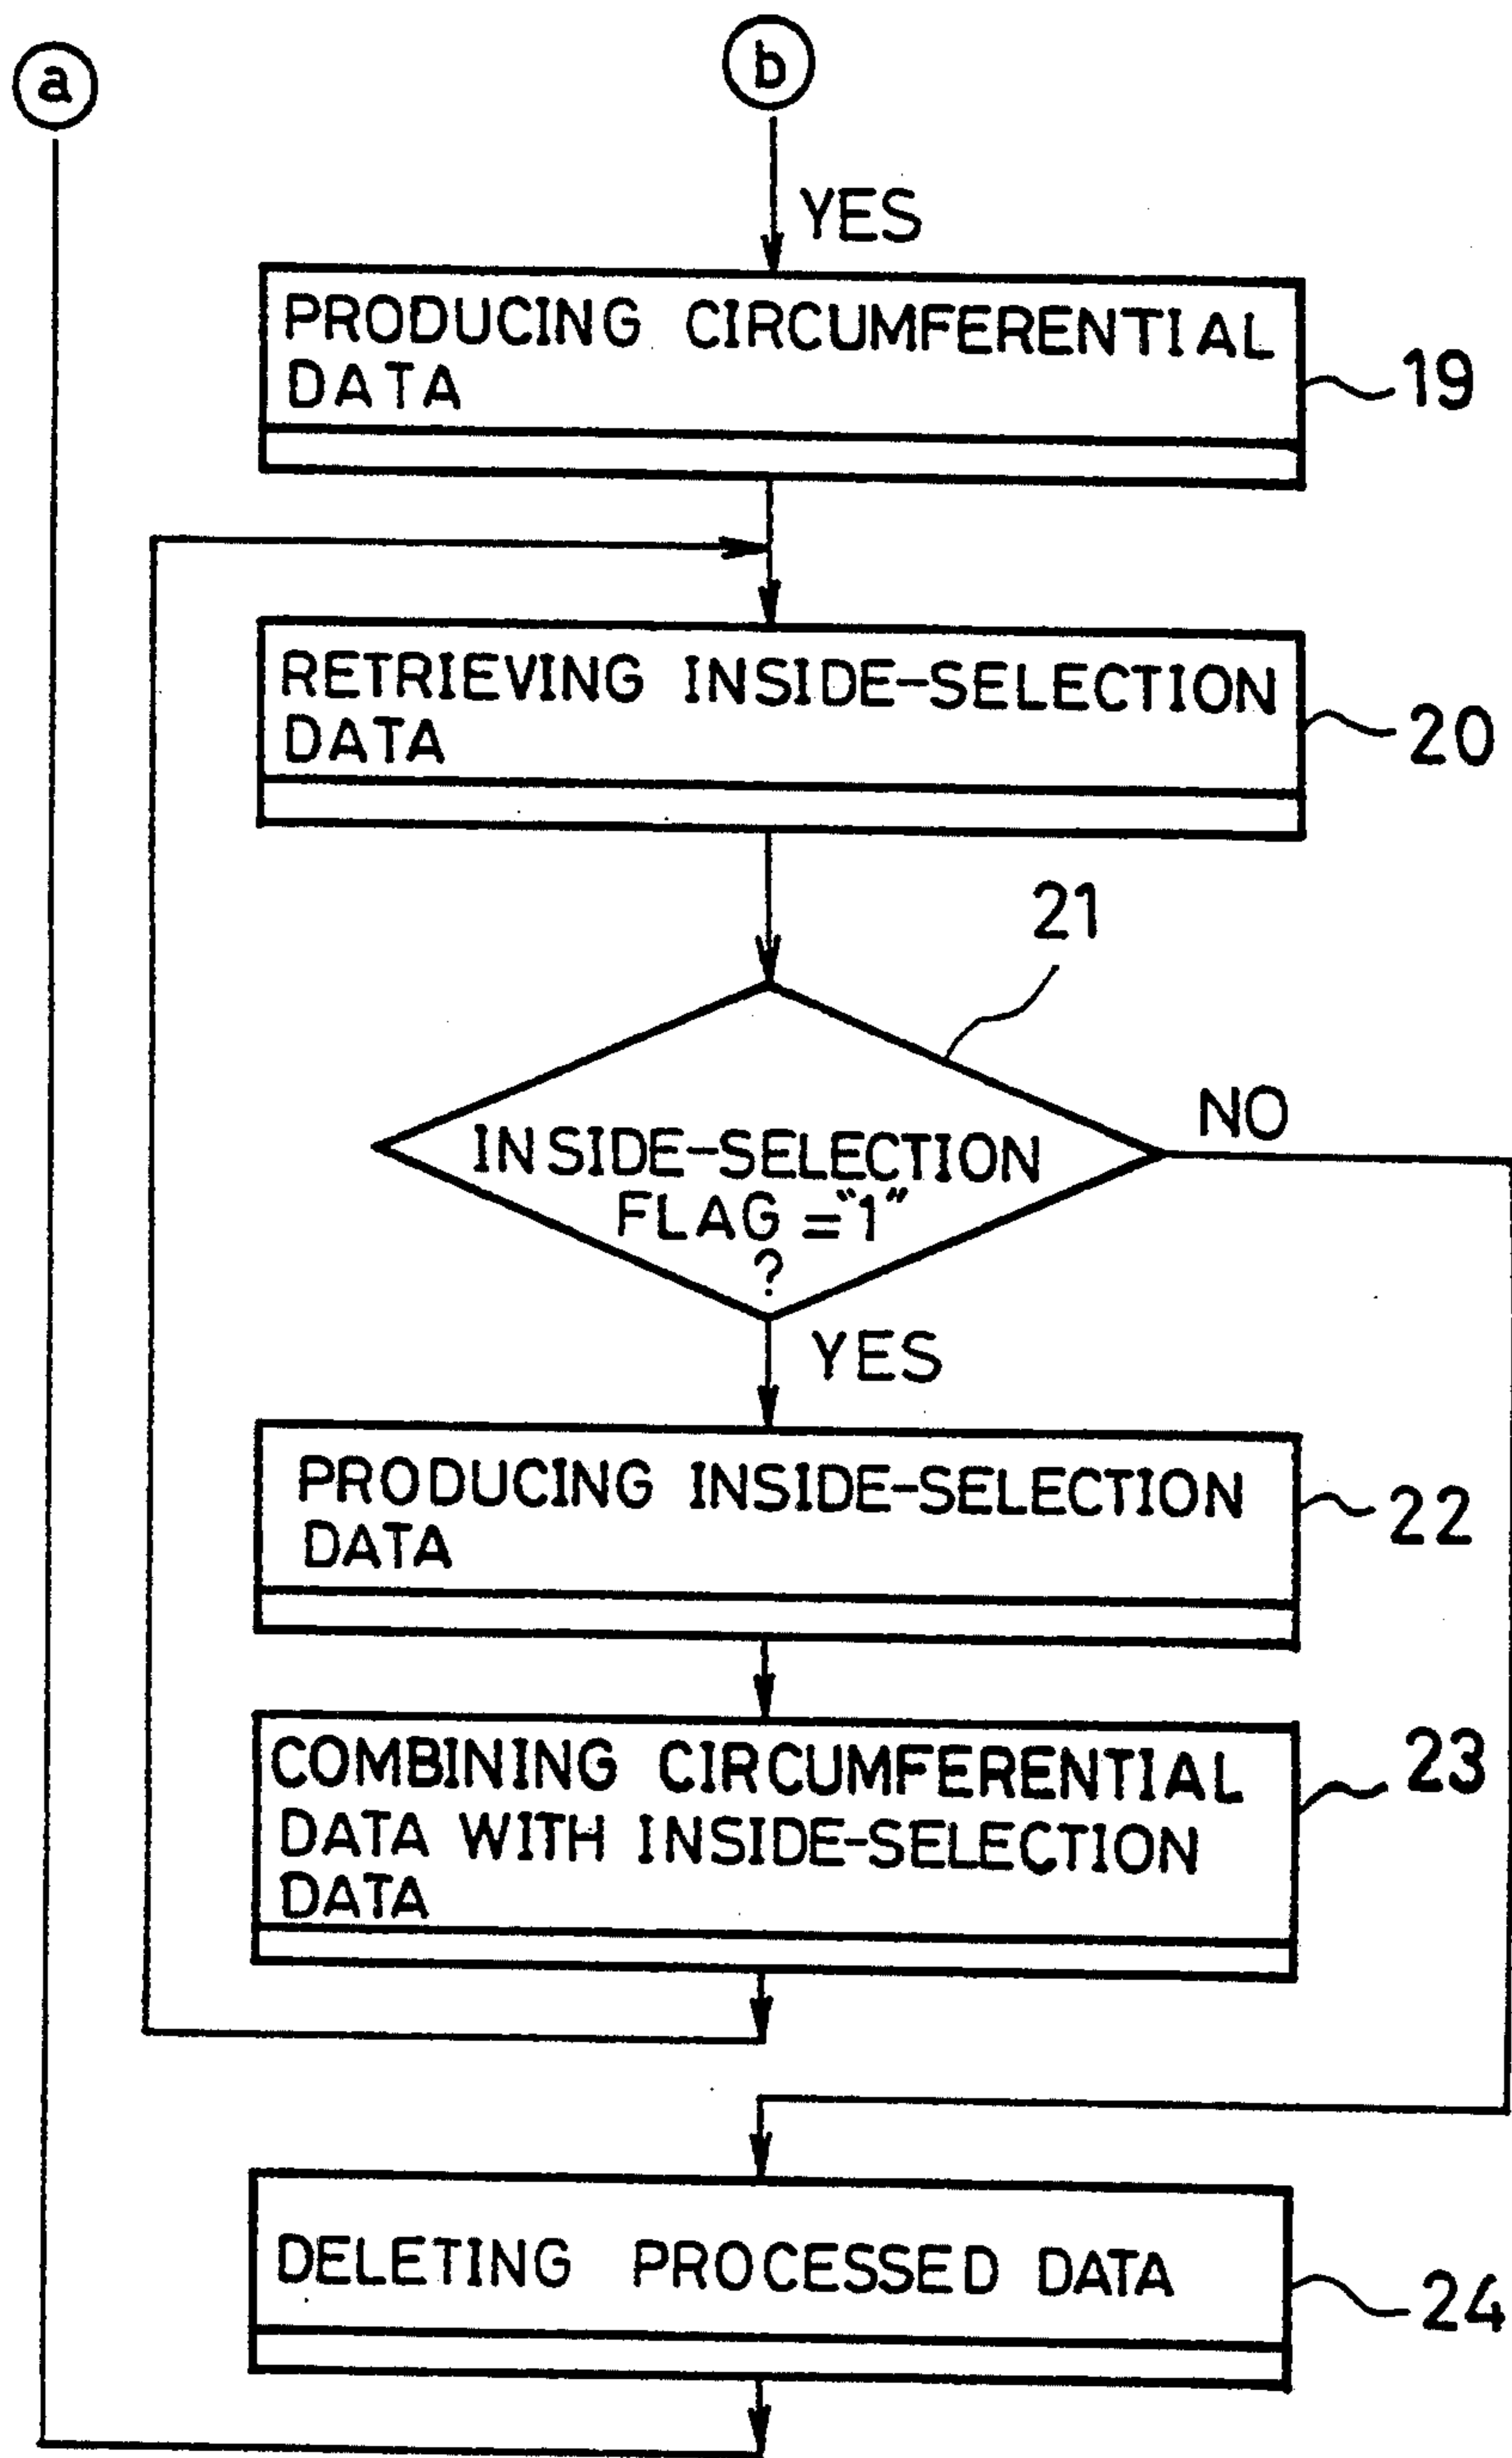 a
b
YES
PRODUCING CIRCUMFERENTIAL
DATA
19
RETRIEVING INSIDE-SELECTION
DATA
20
21
INSIDE-SELECTION
FLAG ="1"
?
NO
YES
PRODUCING INSIDE-SELECTION
DATA
22
COMBINING CIRCUMFERENTIAL
DATA WITH INSIDE-SELECTION
DATA
23
DELETING PROCESSED DATA
24